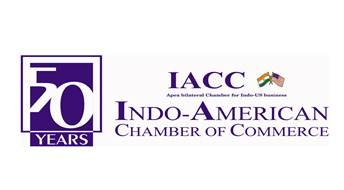 50
YEARS
IACC
Apex bilateral Chamber for Indo-US business
INDO-AMERICAN
CHAMBER OF COMMERCE